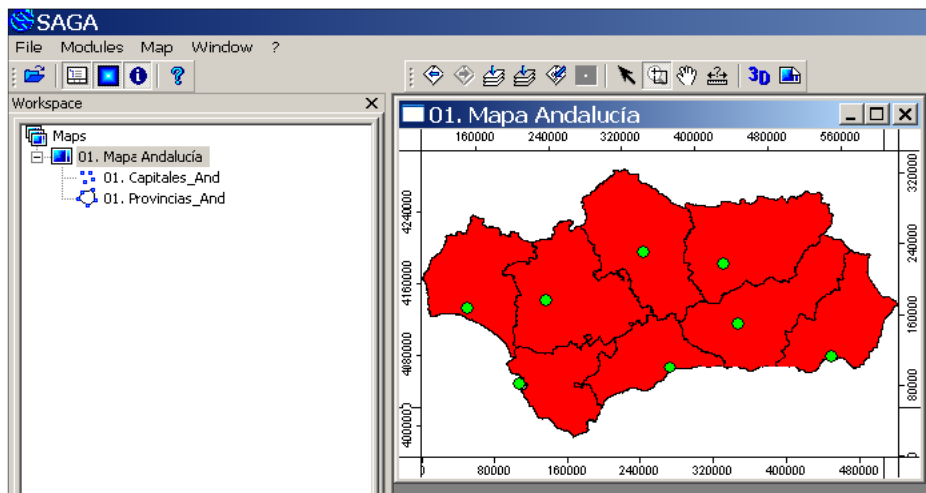 SAGA
File Modules Map Window ?
3D
Workspace X
Maps
01. Mapa Andalucía
01. Capitales_And
01. Provincias_And
01. Mapa Andalucía
160000 240000 320000 400000 480000 560000
4240000
4160000
4080000
4000000
320000
240000
160000
80000
0
0 80000 160000 240000 320000 400000 480000